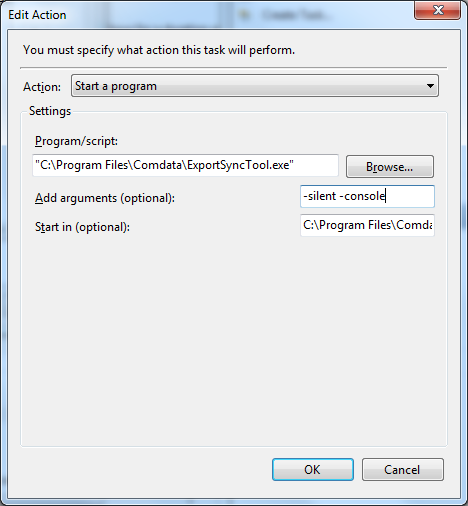 Edit Action
You must specify what action this task will perform.
Action: Start a program
Settings
Program/script:
"C:\Program Files\Comdata\ExportSyncTool.exe" Browse...
Add arguments (optional): -silent -console
Start in (optional): C:\Program Files\Comda
OK Cancel